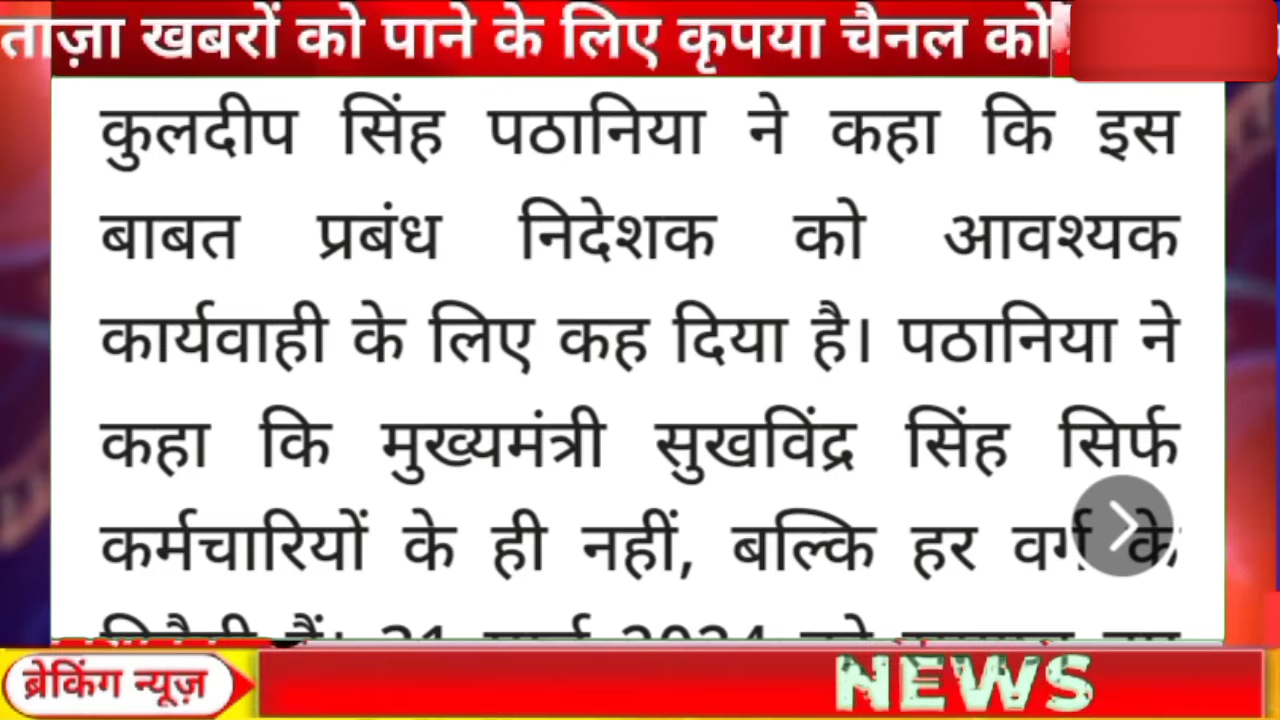 ताज़ा खबरों को पाने के लिए कृपया चैनल को
कुलदीप सिंह पठानिया ने कहा कि इस
बाबत प्रबंध निदेशक को आवश्यक
कार्यवाही के लिए कह दिया है। पठानिया ने
कहा कि मुख्यमंत्री सुखविंद्र सिंह सिर्फ
कर्मचारियों के ही नहीं, बल्कि हर वर्ग के
ब्रेकिंग न्यूज़
NEWS